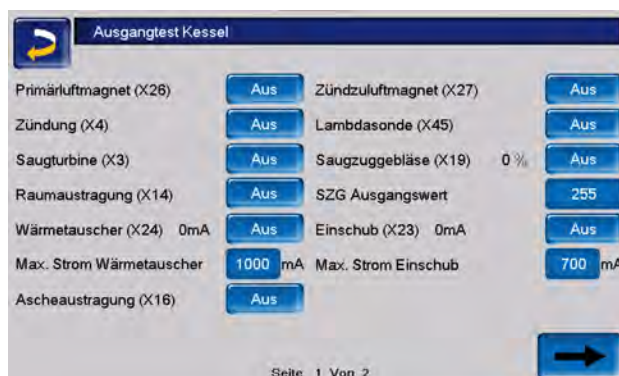 Ausgangtest Kessel
Primärluftmagnet (X26) Aus Zündzuluftmagnet (X27) Aus
Zündung (X4) Aus Lambdasonde (X45) Aus
Saugturbine (X3) Aus Saugzuggebläse (X19) 0 % Aus
Raumaustragung (X14) Aus SZG Ausgangswert 255
Wärmetauscher (X24) 0mA Aus Einschub (X23) 0mA Aus
Max. Strom Wärmetauscher 1000 mA Max. Strom Einschub 700 mA
Ascheaustragung (X16) Aus
Seite 1 Von 2